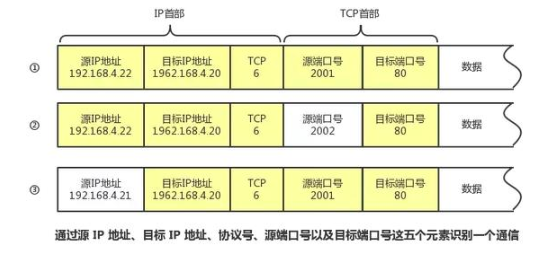 IP首部 TCP首部
① 源IP地址 目标IP地址 TCP 源端口号 目标端口号 数据
192.168.4.22 1962.168.4.20 6 2001 80
② 源IP地址 目标IP地址 TCP 源端口号 目标端口号 数据
192.168.4.22 1962.168.4.20 6 2002 80
③ 源IP地址 目标IP地址 TCP 源端口号 目标端口号 数据
192.168.4.21 1962.168.4.20 6 2001 80
通过源 IP 地址、目标 IP 地址、协议号、源端口号以及目标端口号这五个元素识别一个通信